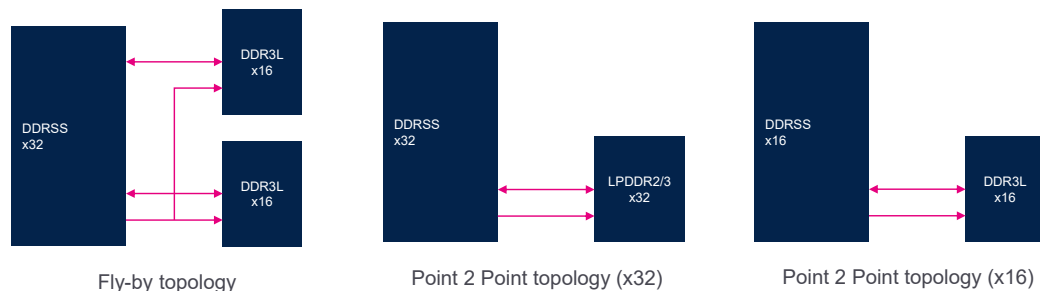 DDRSS
x32
DDR3L
x16
DDR3L
x16
Fly-by topology
DDRSS
x32
LPDDR2/3
x32
Point 2 Point topology (x32)
DDRSS
x16
DDR3L
x16
Point 2 Point topology (x16)